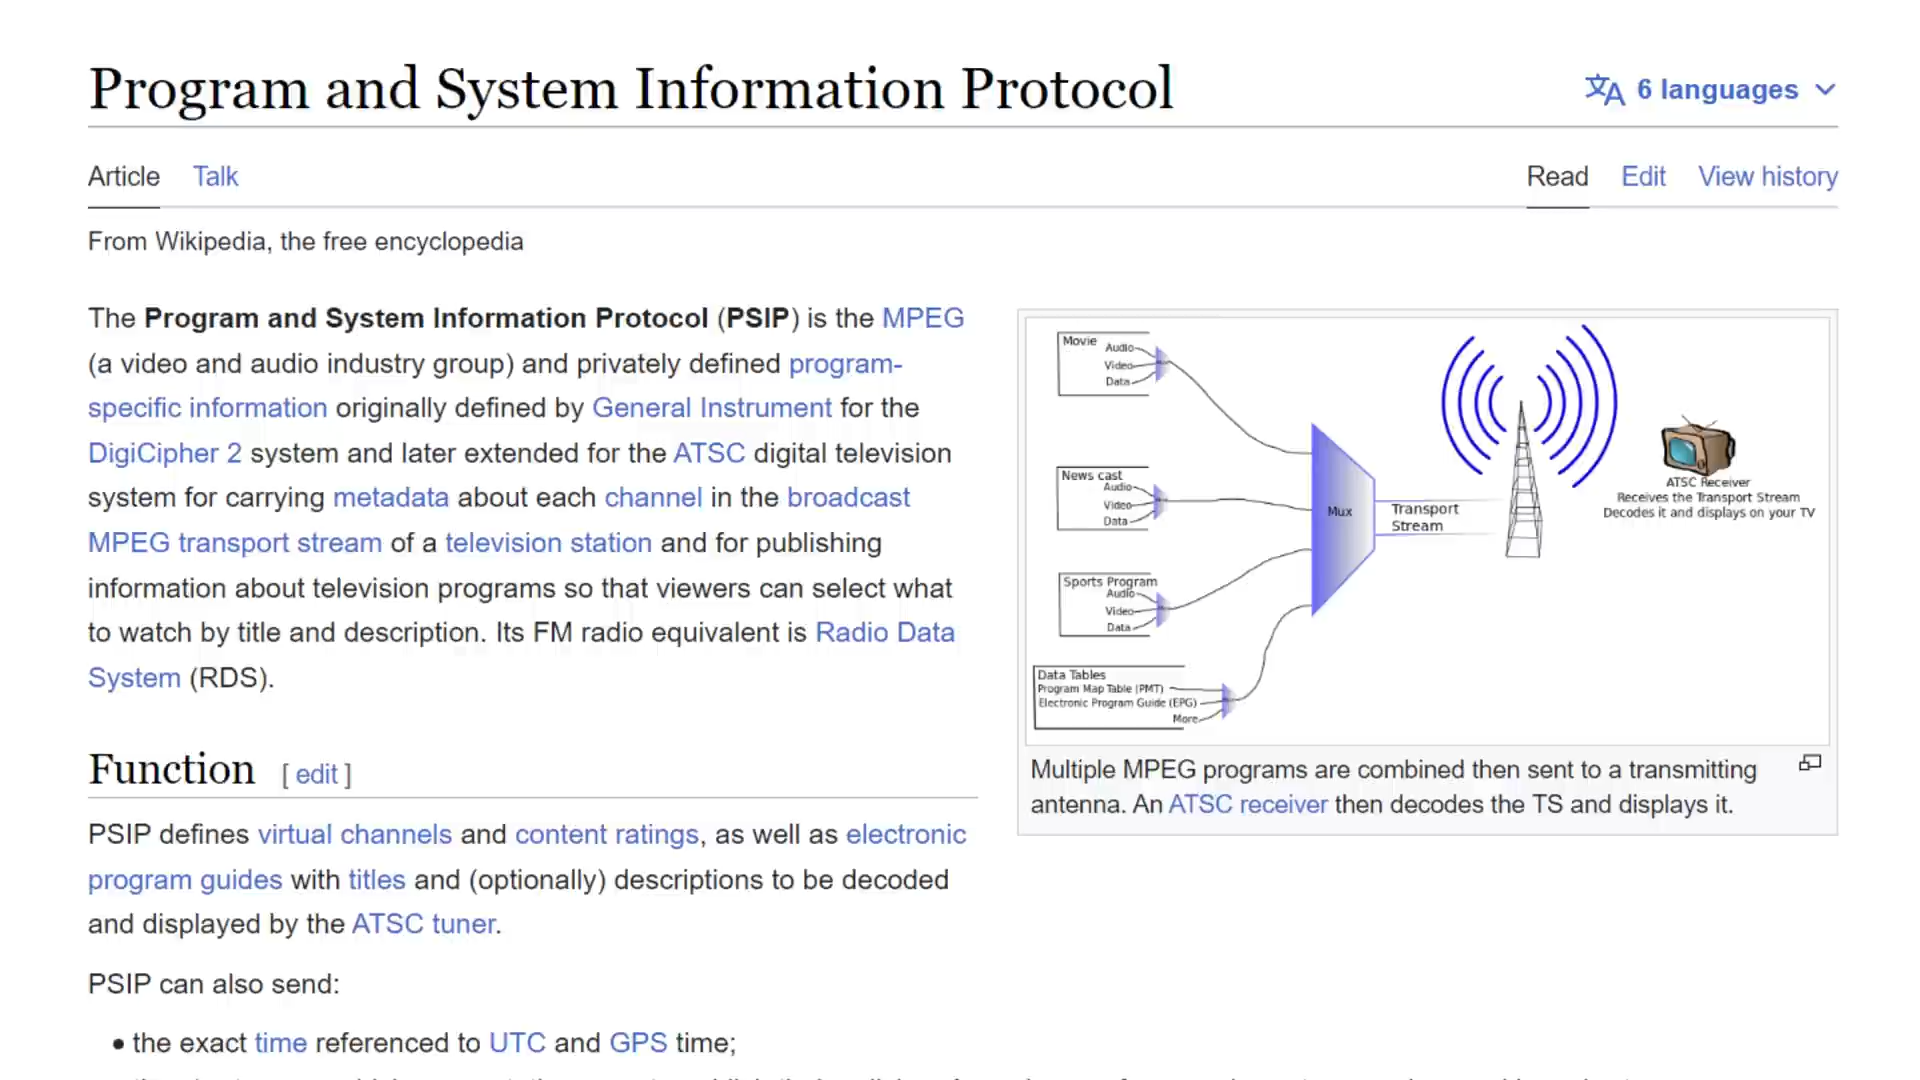 Program and System Information Protocol
6 languages
Article Talk
Read Edit View history
From Wikipedia, the free encyclopedia
The Program and System Information Protocol (PSIP) is the MPEG
(a video and audio industry group) and privately defined program-
specific information originally defined by General Instrument for the
DigiCipher 2 system and later extended for the ATSC digital television
system for carrying metadata about each channel in the broadcast
MPEG transport stream of a television station and for publishing
information about television programs so that viewers can select what
to watch by title and description. Its FM radio equivalent is Radio Data
System (RDS).
Movie
Audio
Video
Data
News cast
Audio
Video
Data
Sports Program
Audio
Video
Data
Data Tables
Program Map Table (PMT)
Electronic Program Guide (EPG)
More
Mux
Transport
Stream
ATSC Receiver
Receives the Transport Stream
Decodes it and displays on your TV
Multiple MPEG programs are combined then sent to a transmitting
antenna. An ATSC receiver then decodes the TS and displays it.
Function [ edit ]
PSIP defines virtual channels and content ratings, as well as electronic
program guides with titles and (optionally) descriptions to be decoded
and displayed by the ATSC tuner.
PSIP can also send:
• the exact time referenced to UTC and GPS time;